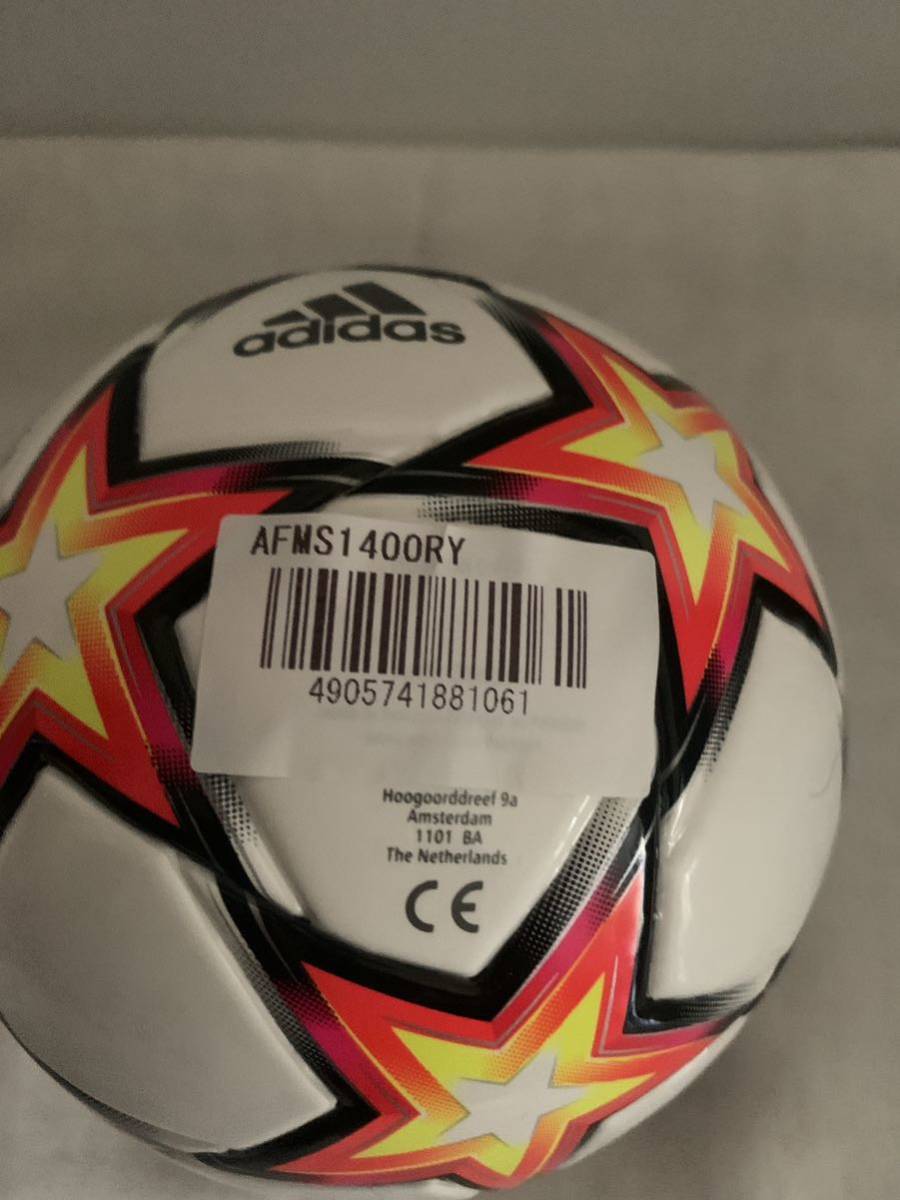 adidas
AFMS1400RY
4905741881061
Hoogoorddreef 9a
Amsterdam
1101 BA
The Netherlands
CE